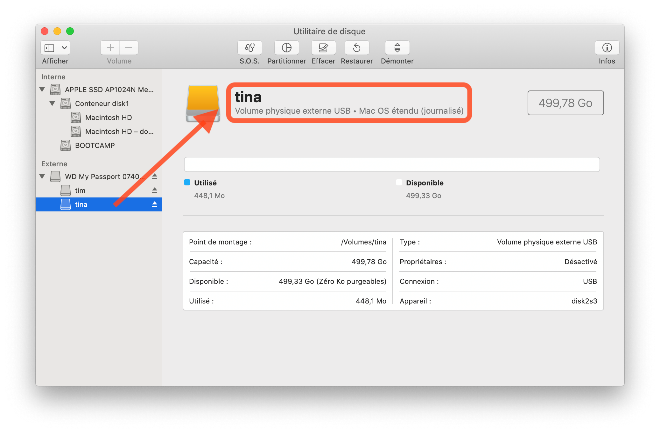 Utilitaire de disque
Afficher
Volume
S.O.S.
Partitionner
Effacer
Restaurer
Démonter
Infos
Interne
APPLE SSD AP1024N Me...
Conteneur disk1
Macintosh HD
Macintosh HD – do...
BOOTCAMP
Externe
WD My Passport 0740...
tim
tina
tina
Volume physique externe USB • Mac OS étendu (journalisé)
499,78 Go
Utilisé
448,1 Mo
Disponible
499,33 Go
Point de montage : /Volumes/tina
Capacité : 499,78 Go
Disponible : 499,33 Go (Zéro Ko purgeables)
Utilisé : 448,1 Mo
Type : Volume physique externe USB
Propriétaires : Désactivé
Connexion : USB
Appareil : disk2s3